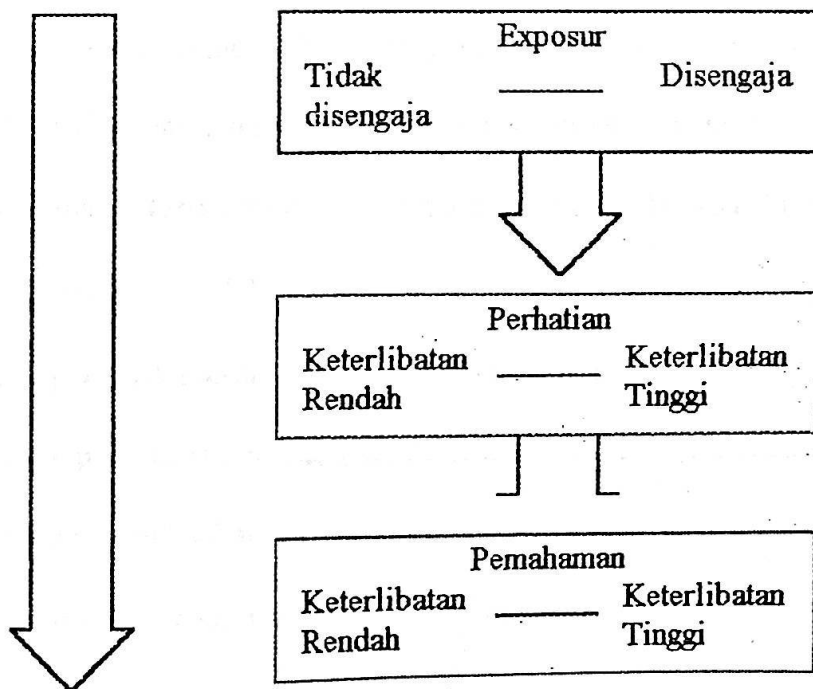 Exposur
Tidak disengaja Disengaja
Perhatian
Keterlibatan Rendah Keterlibatan Tinggi
Pemahaman
Keterlibatan Rendah Keterlibatan Tinggi